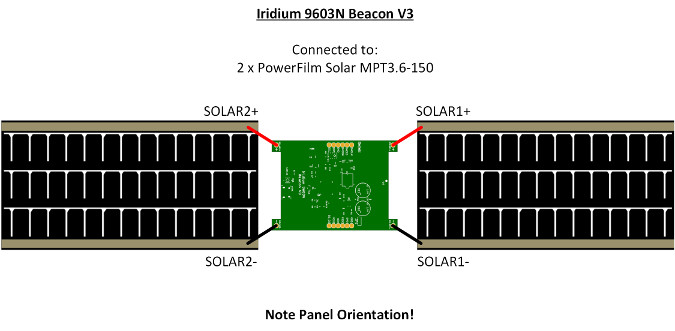 Iridium 9603N Beacon V3
Connected to:
2 x PowerFilm Solar MPT3.6-150
SOLAR2+
SOLAR1+
SOLAR2-
SOLAR1-
Note Panel Orientation!